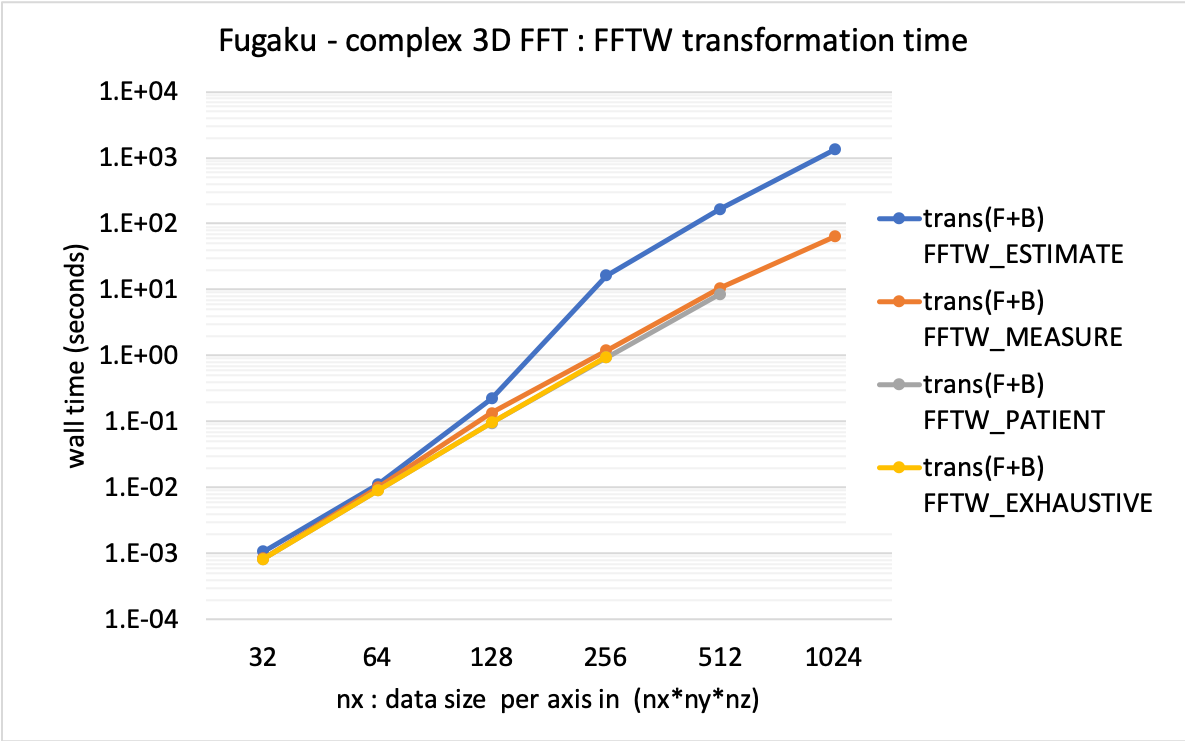 Fugaku - complex 3D FFT : FFTW transformation time
1.E+04
1.E+03
1.E+02
1.E+01
1.E+00
1.E-01
1.E-02
1.E-03
1.E-04
wall time (seconds)
32 64 128 256 512 1024
nx : data size per axis in (nx*ny*nz)
trans(F+B)
FFTW_ESTIMATE
trans(F+B)
FFTW_MEASURE
trans(F+B)
FFTW_PATIENT
trans(F+B)
FFTW_EXHAUSTIVE